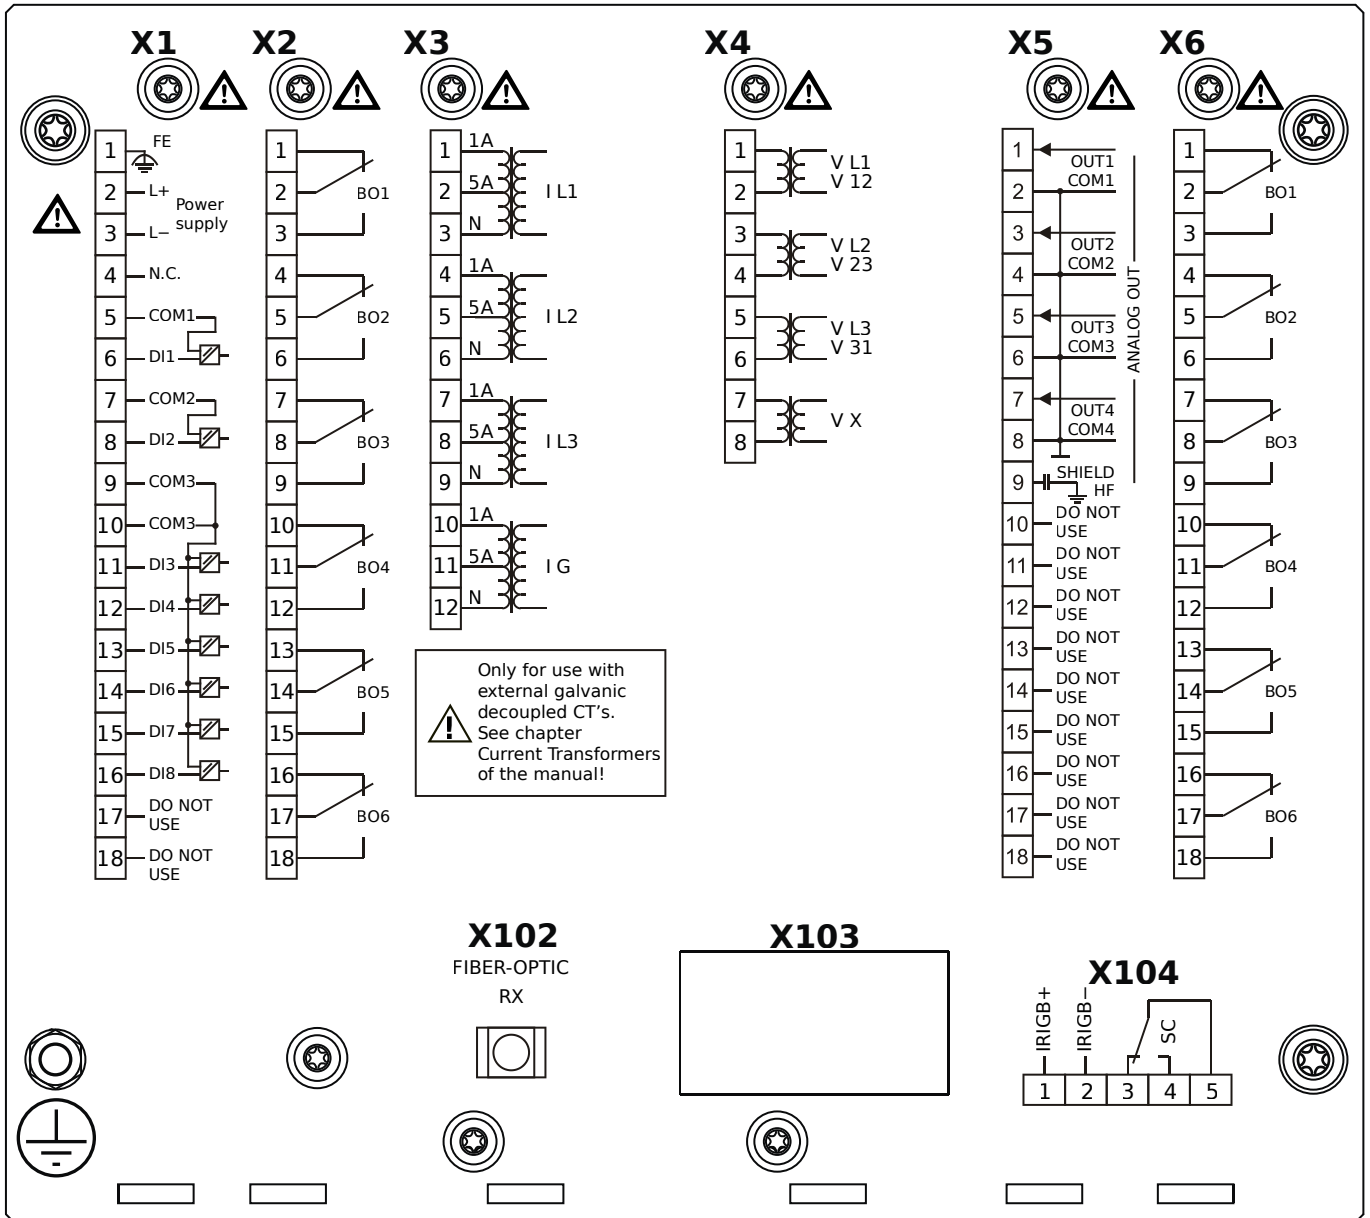 X1
X2
X3
X4
X5
X6
1 FE
2 L+
Power
supply
3 L−
4 N.C.
5 COM1
6 DI1
7 COM2
8 DI2
9 COM3
10 COM3
11 DI3
12 DI4
13 DI5
14 DI6
15 DI7
16 DI8
17 DO NOT
USE
18 DO NOT
USE
1
2 BO1
3
4
5 BO2
6
7
8 BO3
9
10
11 BO4
12
13
14 BO5
15
16
17 BO6
18
1 1A
2 5A I L1
3 N
4 1A
5 5A I L2
6 N
7 1A
8 5A I L3
9 N
10 1A
11 5A I G
12 N
Only for use with
external galvanic
decoupled CT's.
See chapter
Current Transformers
of the manual!
1 V L1
2 V 12
3 V L2
4 V 23
5 V L3
6 V 31
7 V X
8
1 OUT1
2 COM1
3 OUT2
4 COM2
5 OUT3
6 COM3
7 OUT4
8 COM4
ANALOG OUT
9 SHIELD
HF
10 DO NOT
USE
11 DO NOT
USE
12 DO NOT
USE
13 DO NOT
USE
14 DO NOT
USE
15 DO NOT
USE
16 DO NOT
USE
17 DO NOT
USE
18 DO NOT
USE
1
2 BO1
3
4
5 BO2
6
7
8 BO3
9
10
11 BO4
12
13
14 BO5
15
16
17 BO6
18
X102
FIBER-OPTIC
RX
X103
X104
IRIGB+
IRIGB−
SC
1 2 3 4 5